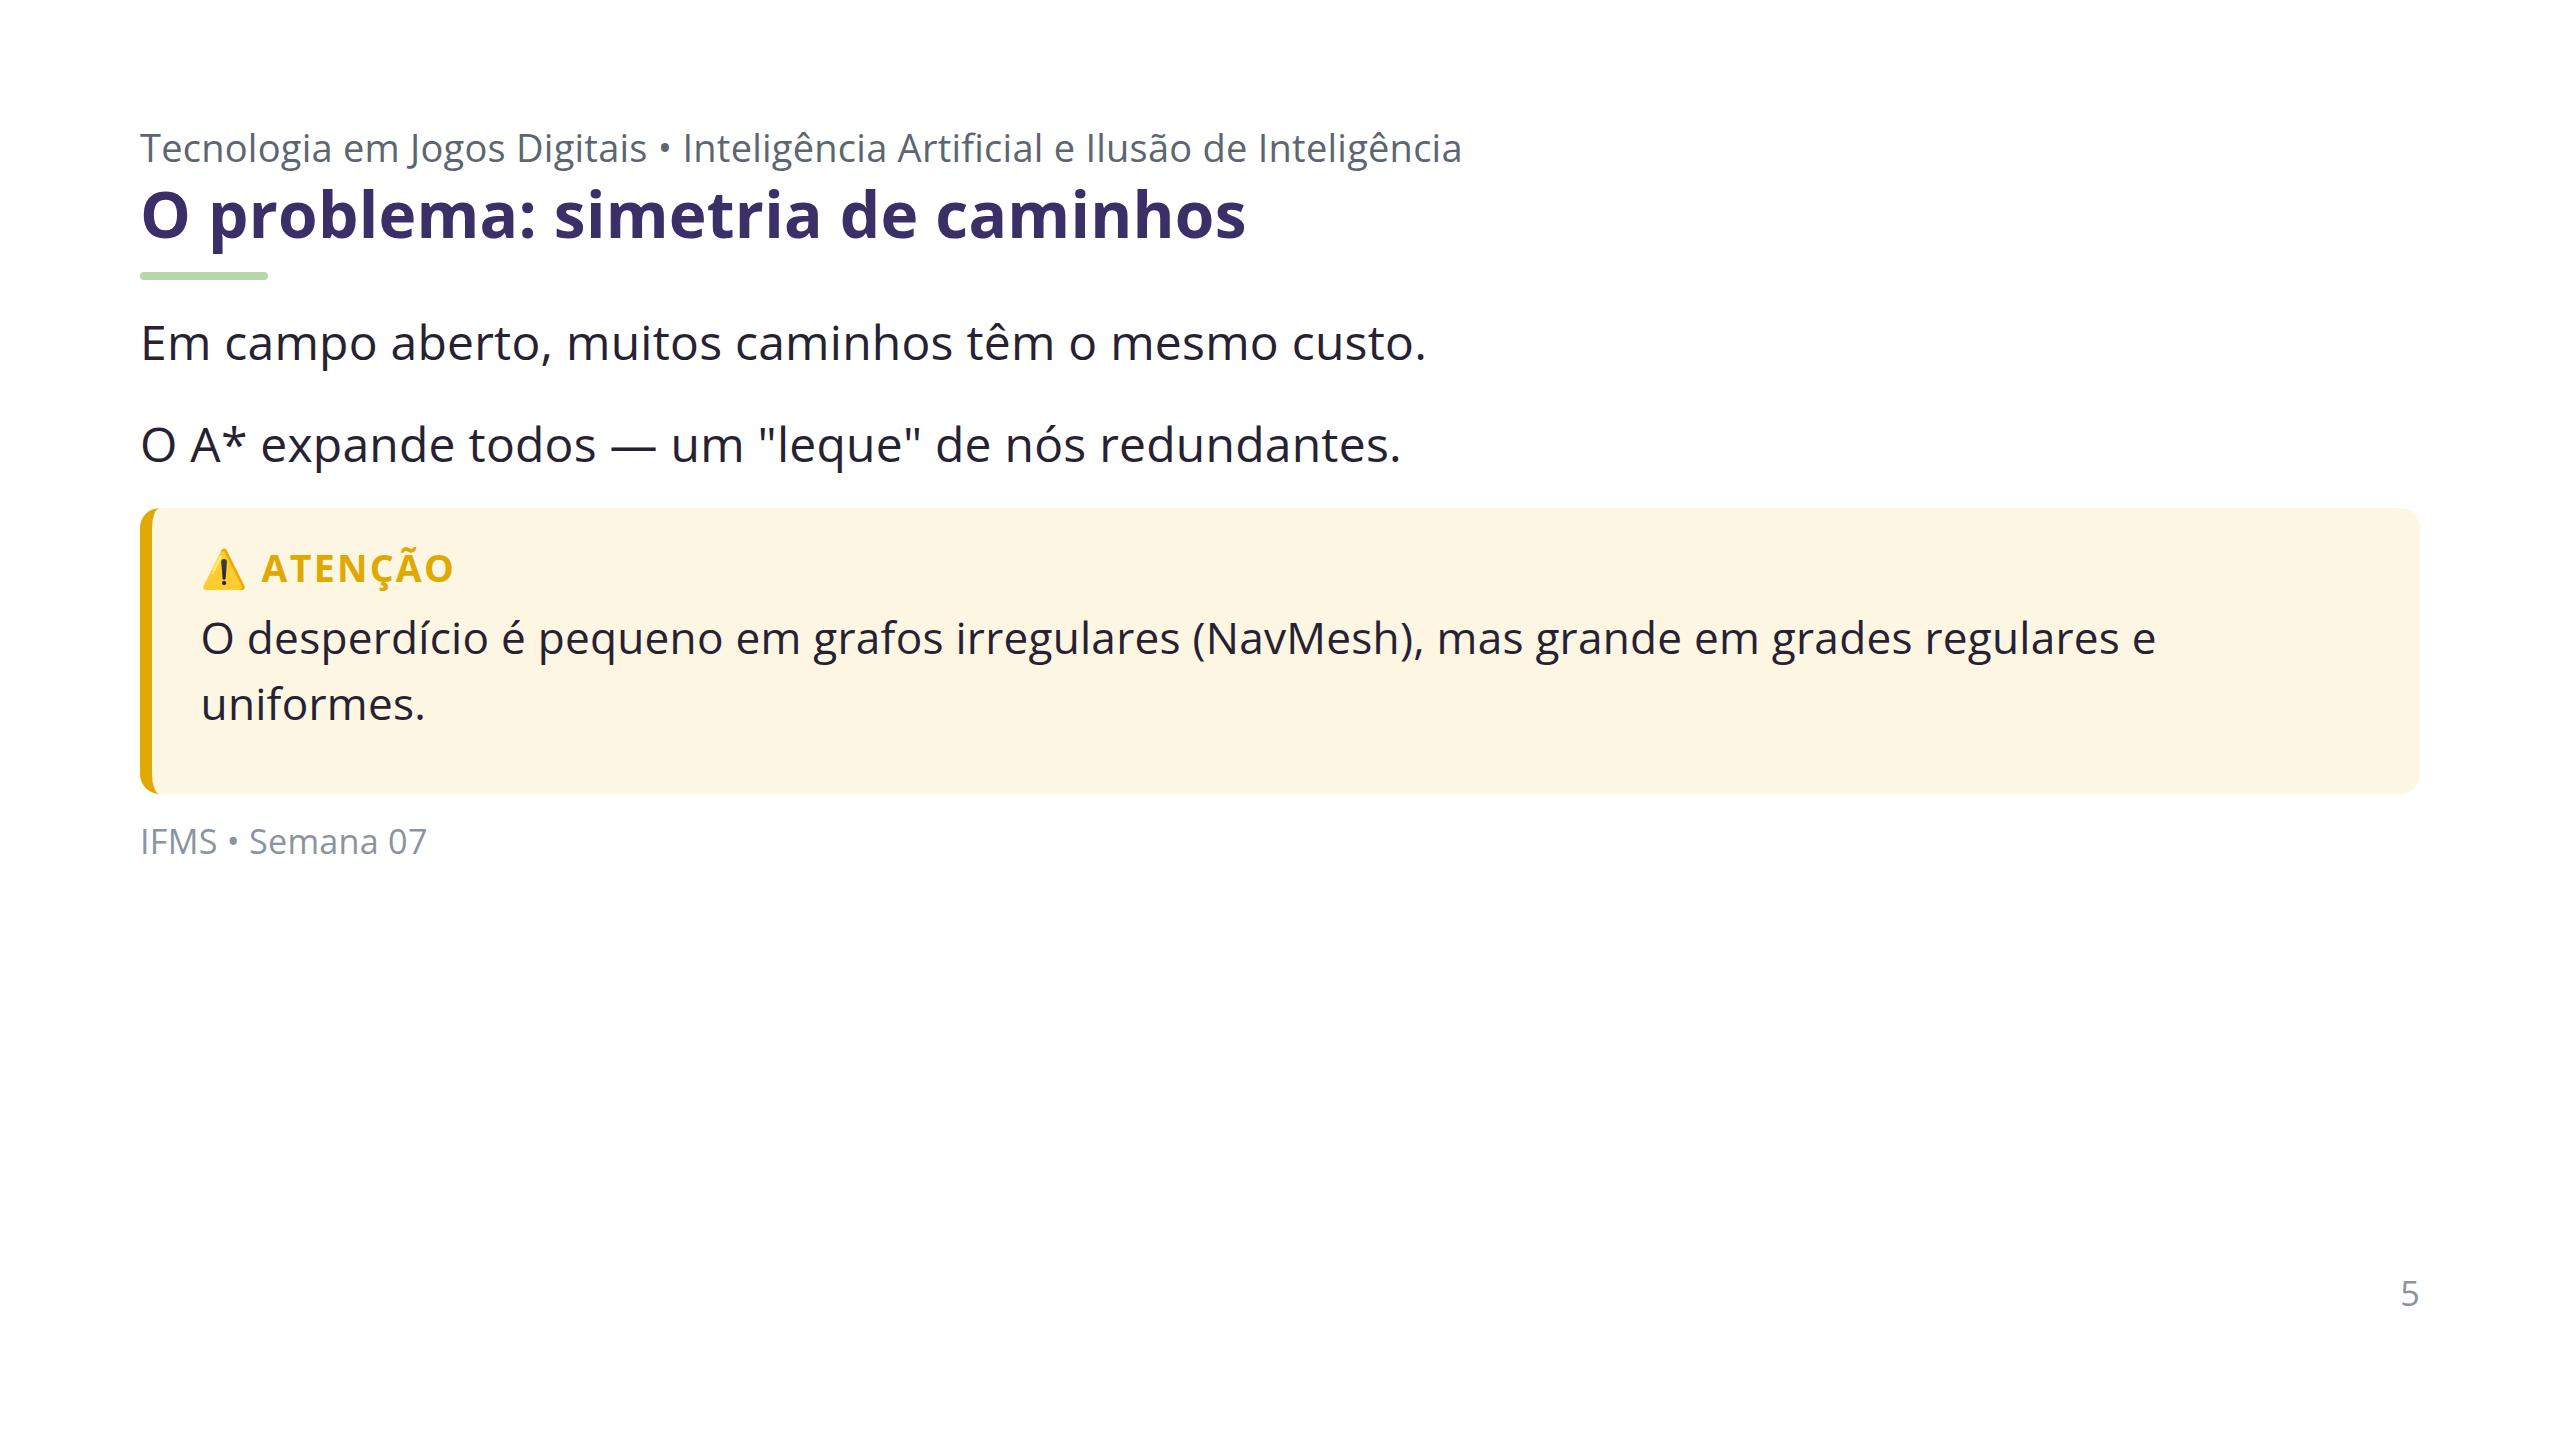 Tecnologia em Jogos Digitais • Inteligência Artificial e Ilusão de Inteligência
O problema: simetria de caminhos
Em campo aberto, muitos caminhos têm o mesmo custo.
O A* expande todos — um "leque" de nós redundantes.
⚠️ ATENÇÃO
O desperdício é pequeno em grafos irregulares (NavMesh), mas grande em grades regulares e
uniformes.
IFMS • Semana 07
5